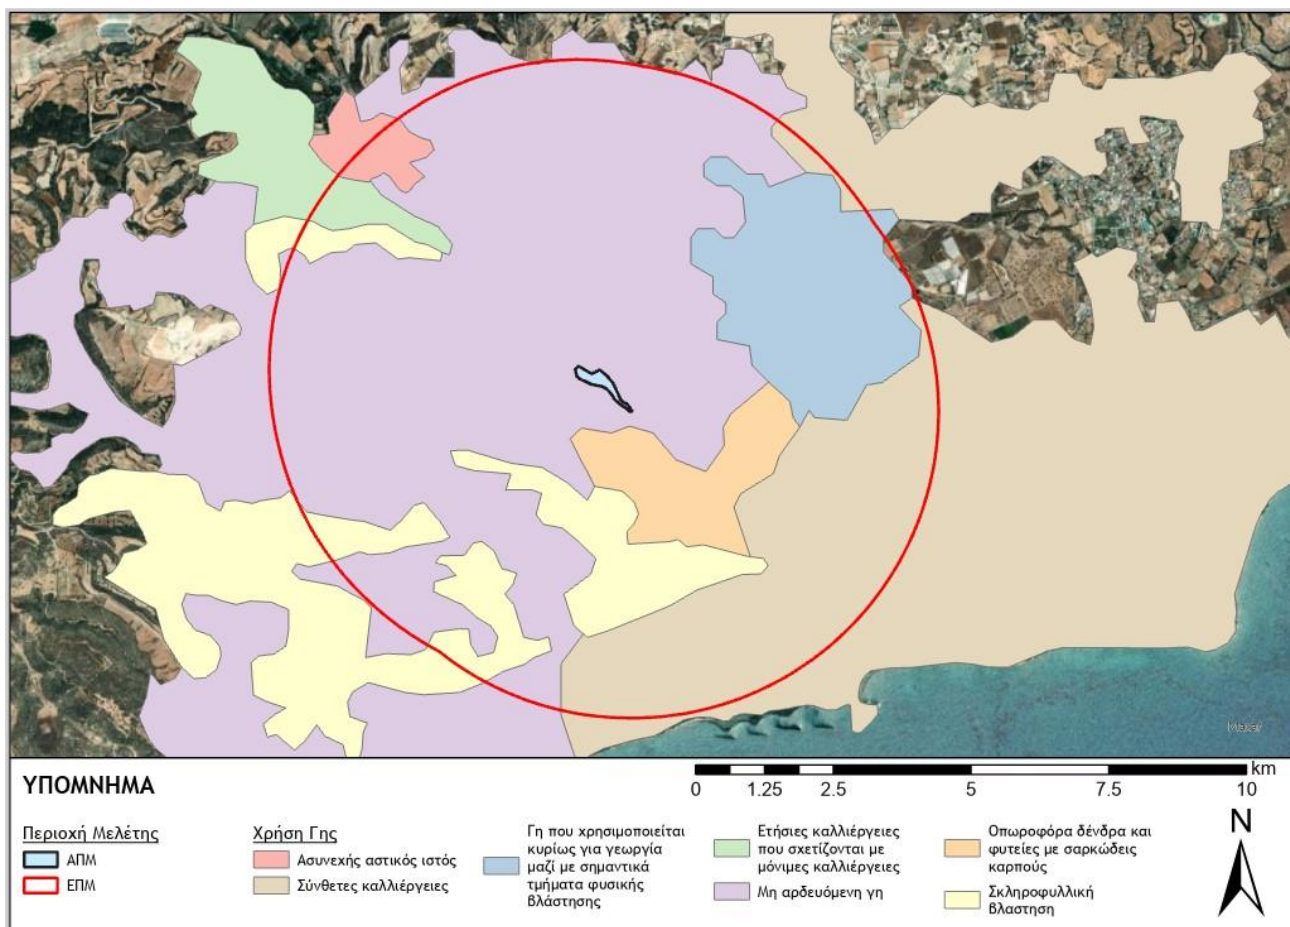 Maxar
ΥΠΟΜΝΗΜΑ
0 1.25 2.5 5 7.5 10 km
Περιοχή Μελέτης
ΑΠΜ
ΕΠΜ
Χρήση Γης
Ασυνεχής αστικός ιστός
Σύνθετες καλλιέργειες
Γη που χρησιμοποιείται
κυρίως για γεωργία
μαζί με σημαντικά
τμήματα φυσικής
βλάστησης
Ετήσιες καλλιέργειες
που σχετίζονται με
μόνιμες καλλιέργειες
Μη αρδευόμενη γη
Οπωροφόρα δένδρα και
φυτείες με σαρκώδεις
καρπούς
Σκληροφυλλική
βλαστηση
N